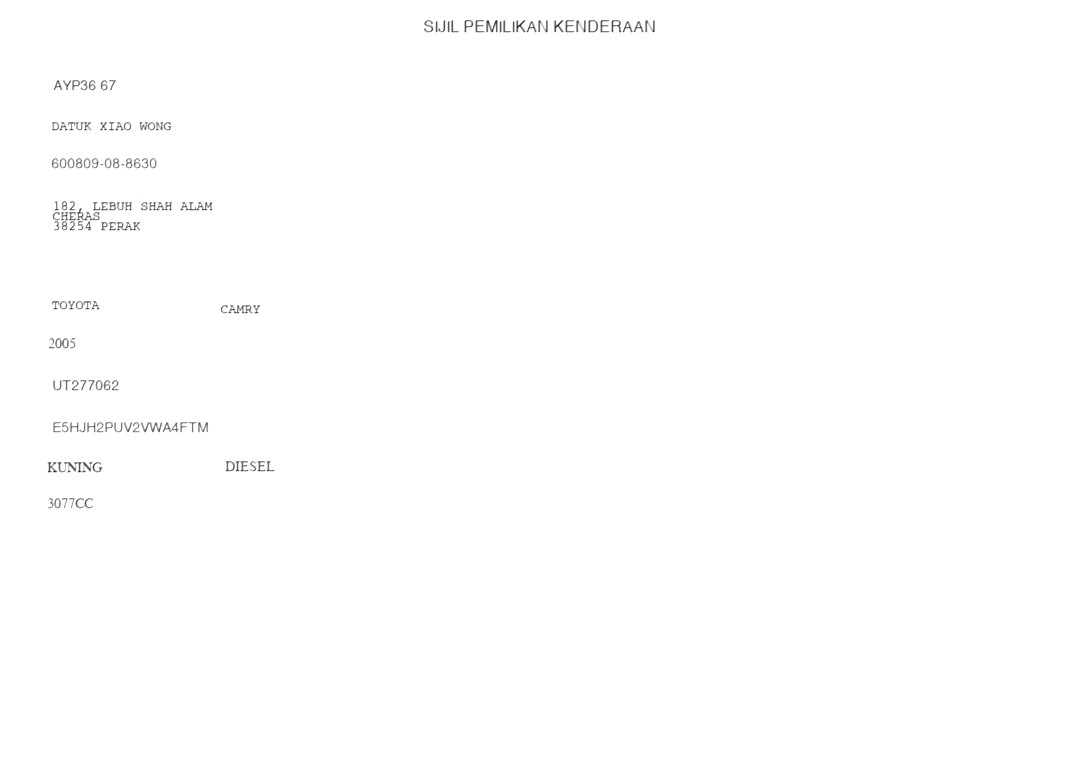 SIJIL PEMILIKAN KENDERAAN
AYP36 67
DATUK XIAO WONG
600809-08-8630
182, LEBUH SHAH ALAM
CHERAS
38254 PERAK
TOYOTA CAMRY
2005
UT277062
E5HJH2PUV2VWA4FTM
KUNING DIESEL
3077CC